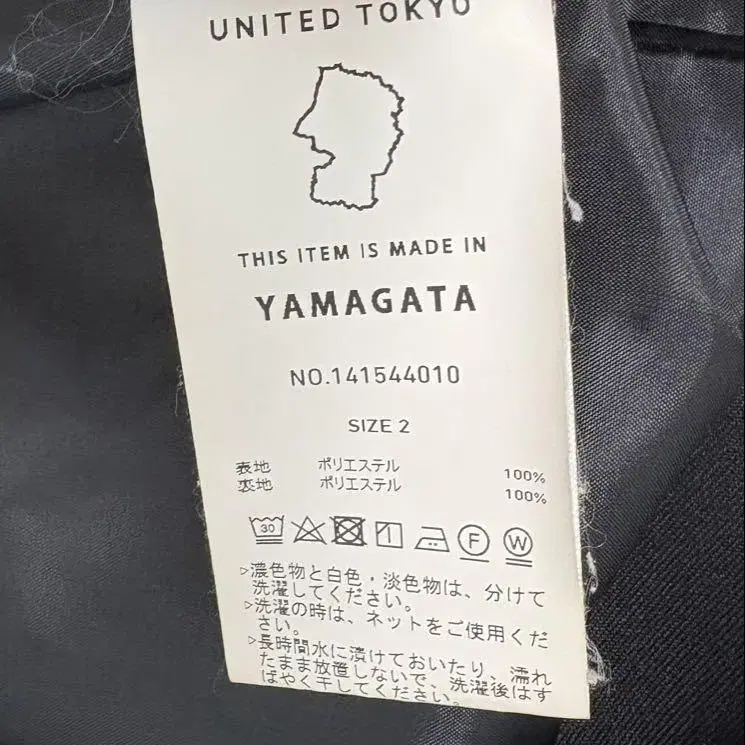 UNITED TOKYO
THIS ITEM IS MADE IN
YAMAGATA
NO.141544010
SIZE 2
表地 ポリエステル 100%
裏地 ポリエステル 100%
30 F W
▷濃色物と白色・淡色物は、分けて
洗濯してください。
▷洗濯の時は、ネットをご使用くだ
さい。
▷長時間水に漬けておいたり、濡れ
たまま放置しないで、洗濯後はす
ばやく干してください。